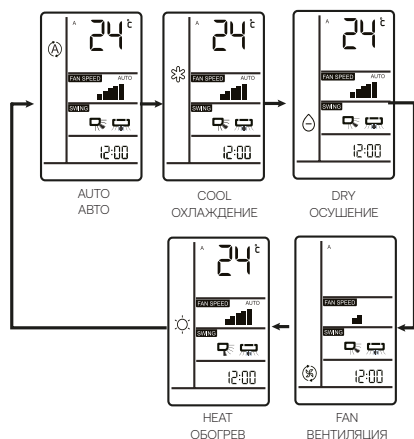 A
24 °c
FAN SPEED AUTO
SWING
12:00
AUTO
АВТО
A
24 °c
FAN SPEED AUTO
SWING
12:00
COOL
ОХЛАЖДЕНИЕ
A
24 °c
FAN SPEED AUTO
SWING
12:00
DRY
ОСУШЕНИЕ
A
24 °c
FAN SPEED AUTO
SWING
12:00
HEAT
ОБОГРЕВ
A
FAN SPEED
SWING
12:00
FAN
ВЕНТИЛЯЦИЯ